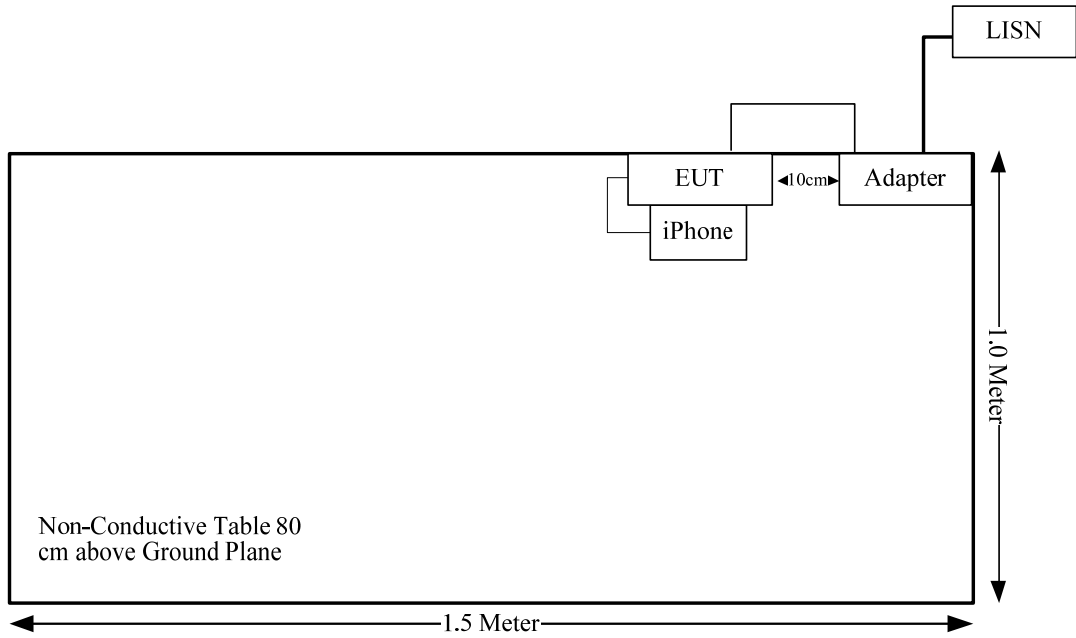 LISN
EUT
10cm
Adapter
iPhone
1.0 Meter
Non-Conductive Table 80
cm above Ground Plane
1.5 Meter